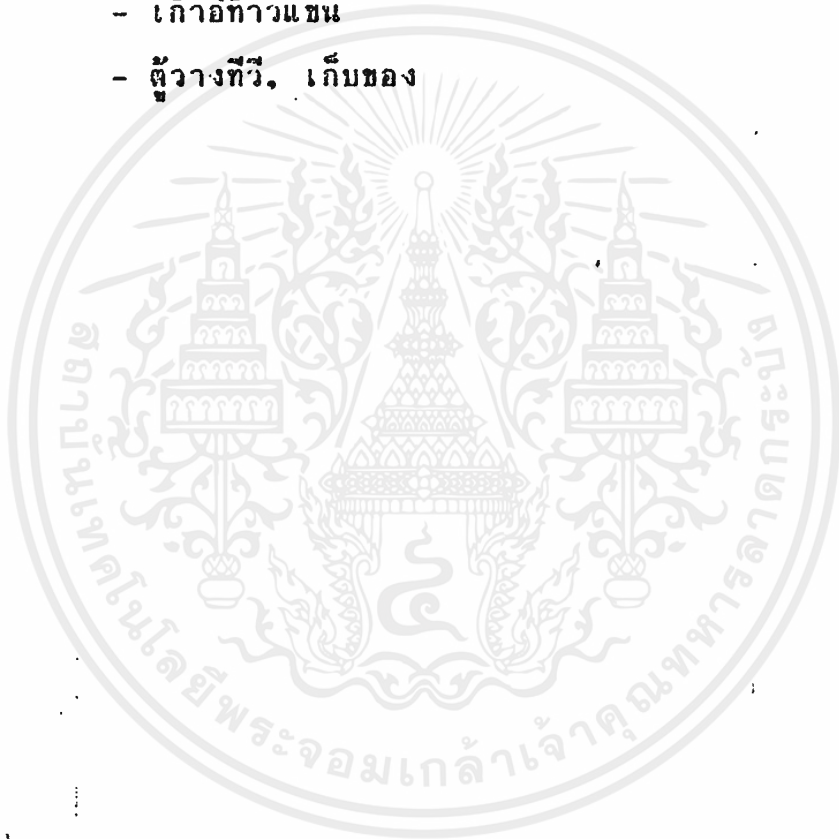 - เก้าอี้ท้าวแขน
- ตู้วางทีวี, เก็บของ
สถาบันเทคโนโลยีพระจอมเกล้าเจ้าคุณทหารลาดกระบัง